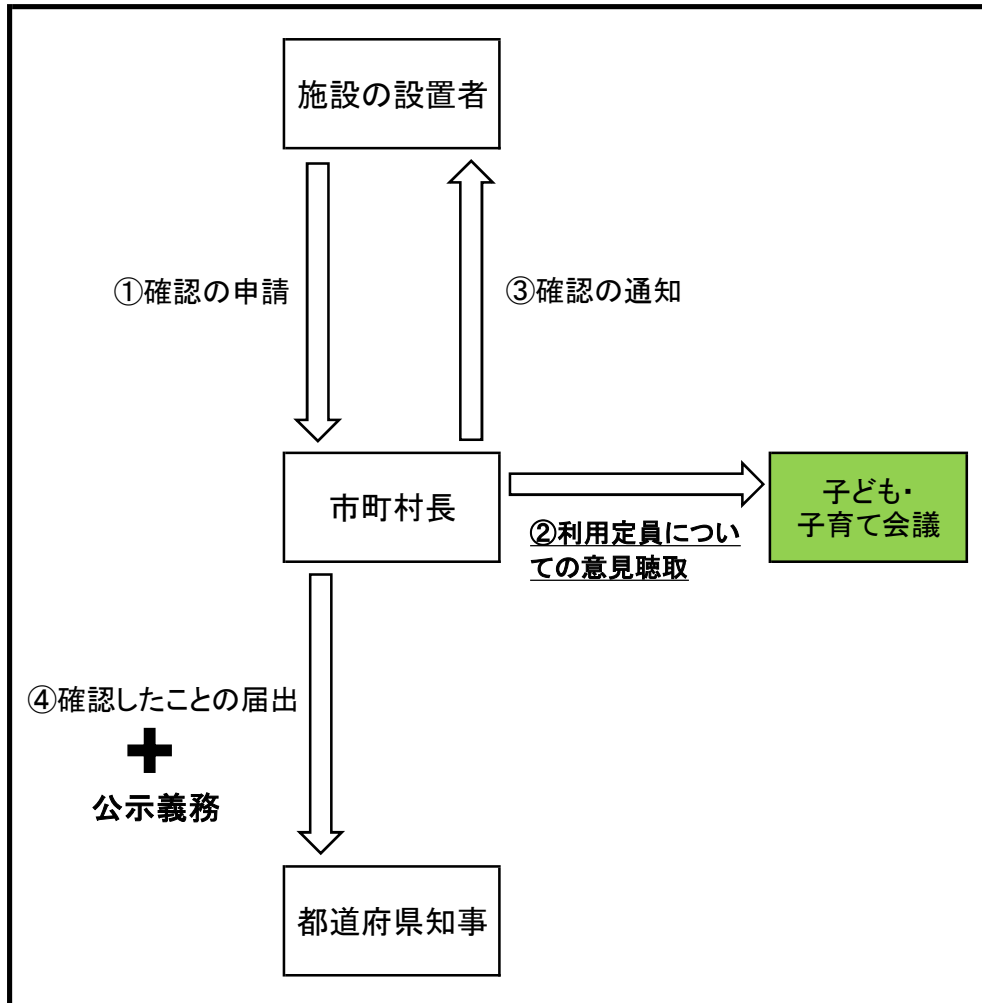 施設の設置者
①確認の申請
③確認の通知
市町村長
子ども・
子育て会議
②利用定員につい
ての意見聴取
④確認したことの届出
公示義務
都道府県知事